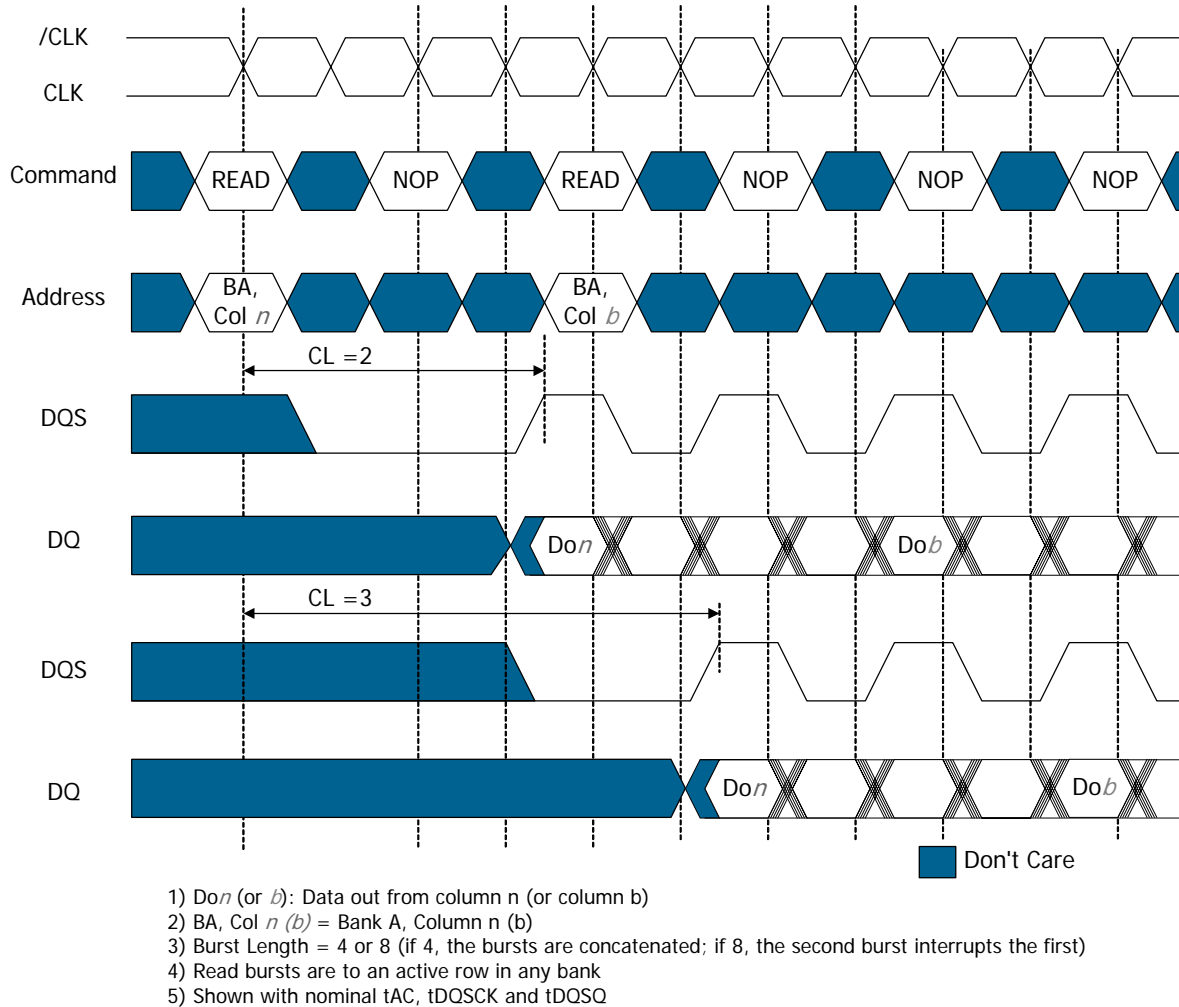 /CLK
CLK
Command
READ
NOP
READ
NOP
NOP
NOP
Address
BA,
Col n
BA,
Col b
CL =2
DQS
DQ
Don
Dob
CL =3
DQS
DQ
Don
Dob
Don't Care
1) Don (or b): Data out from column n (or column b)
2) BA, Col n (b) = Bank A, Column n (b)
3) Burst Length = 4 or 8 (if 4, the bursts are concatenated; if 8, the second burst interrupts the first)
4) Read bursts are to an active row in any bank
5) Shown with nominal tAC, tDQSCK and tDQSQ